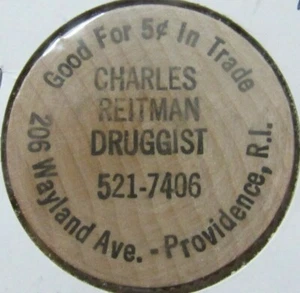 Good For 5¢ In Trade
CHARLES
REITMAN
DRUGGIST
521-7406
206 Wayland Ave. - Providence, R.I.